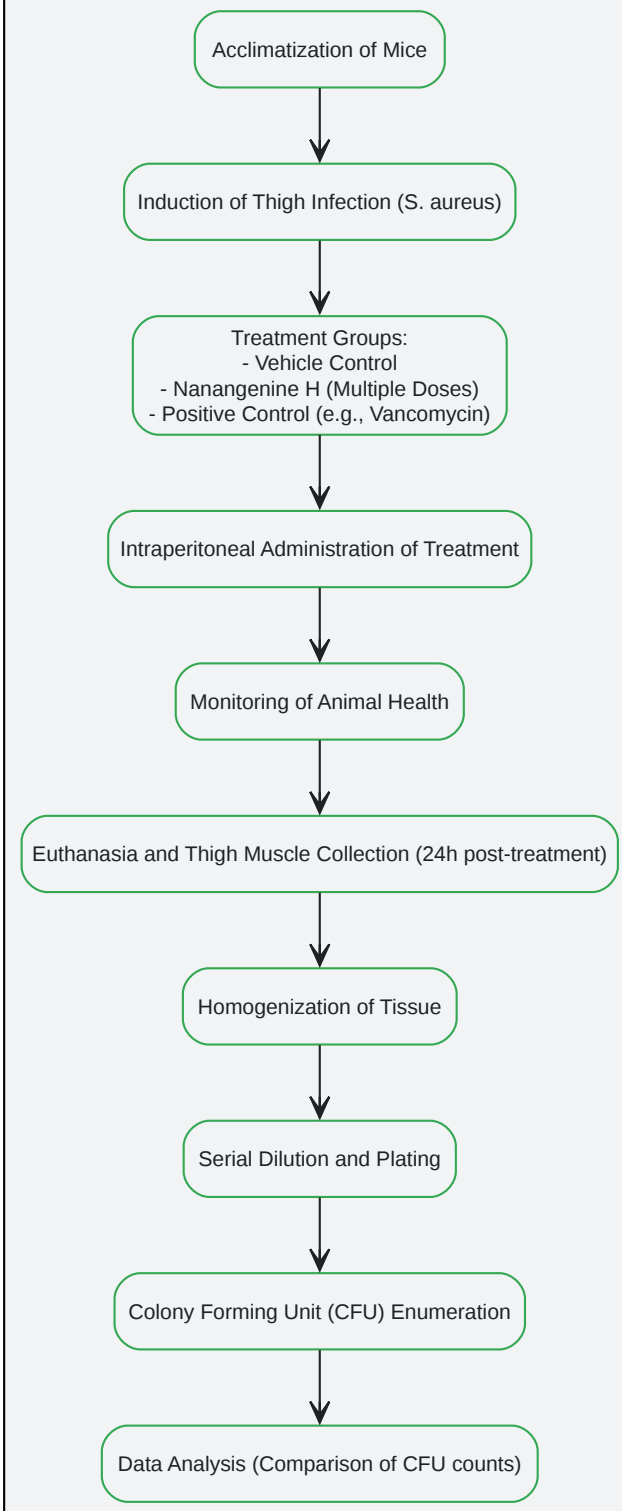 Acclimatization of Mice
Induction of Thigh Infection (S. aureus)
Treatment Groups:
- Vehicle Control
- Nanangenine H (Multiple Doses)
- Positive Control (e.g., Vancomycin)
Intraperitoneal Administration of Treatment
Monitoring of Animal Health
Euthanasia and Thigh Muscle Collection (24h post-treatment)
Homogenization of Tissue
Serial Dilution and Plating
Colony Forming Unit (CFU) Enumeration
Data Analysis (Comparison of CFU counts)